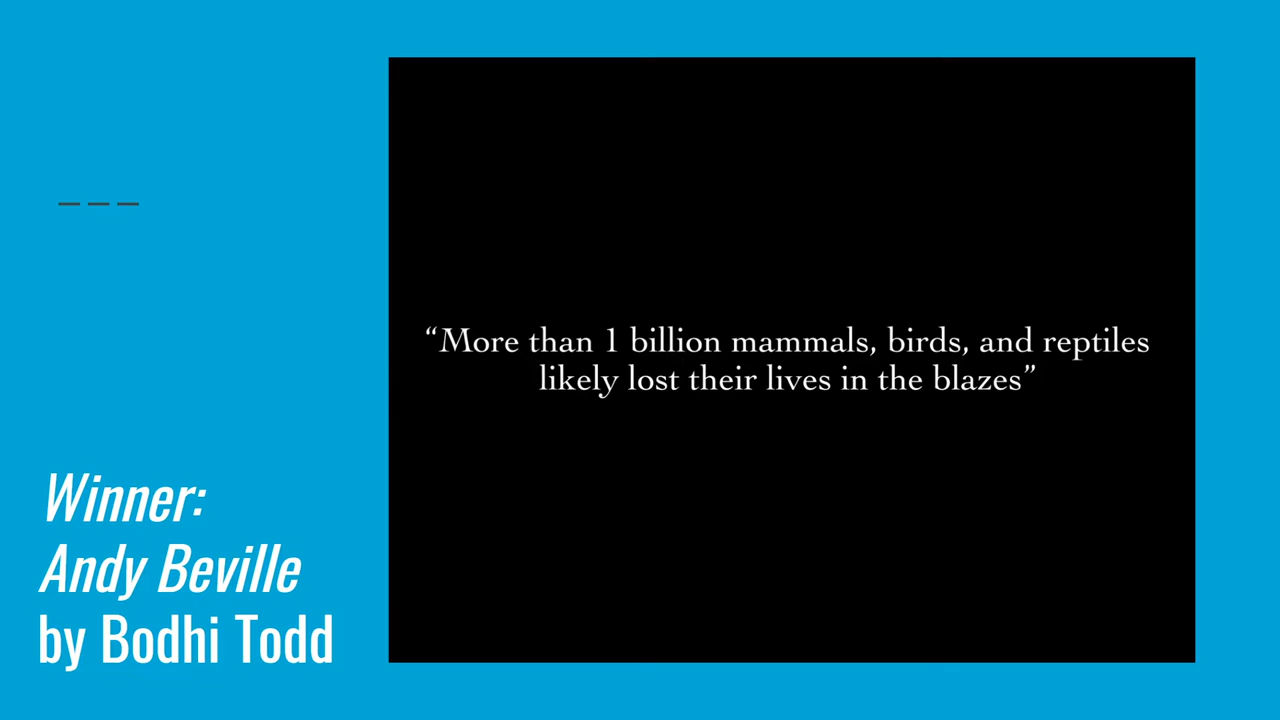 “More than 1 billion mammals, birds, and reptiles
likely lost their lives in the blazes”
Winner:
Andy Beville
by Bodhi Todd